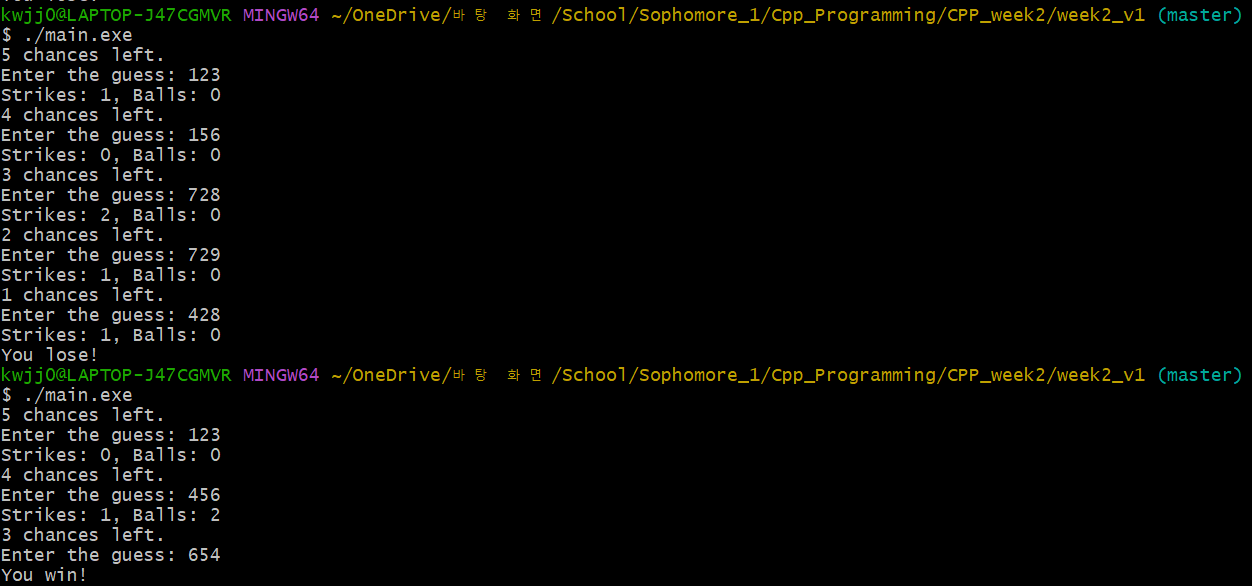 kwjj0@LAPTOP-J47CGMVR MINGW64 ~/OneDrive/바탕 화면/School/Sophomore_1/Cpp_Programming/CPP_week2/week2_v1 (master)
$ ./main.exe
5 chances left.
Enter the guess: 123
Strikes: 1, Balls: 0
4 chances left.
Enter the guess: 156
Strikes: 0, Balls: 0
3 chances left.
Enter the guess: 728
Strikes: 2, Balls: 0
2 chances left.
Enter the guess: 729
Strikes: 1, Balls: 0
1 chances left.
Enter the guess: 428
Strikes: 1, Balls: 0
You lose!
kwjj0@LAPTOP-J47CGMVR MINGW64 ~/OneDrive/바탕 화면/School/Sophomore_1/Cpp_Programming/CPP_week2/week2_v1 (master)
$ ./main.exe
5 chances left.
Enter the guess: 123
Strikes: 0, Balls: 0
4 chances left.
Enter the guess: 456
Strikes: 1, Balls: 2
3 chances left.
Enter the guess: 654
You win!